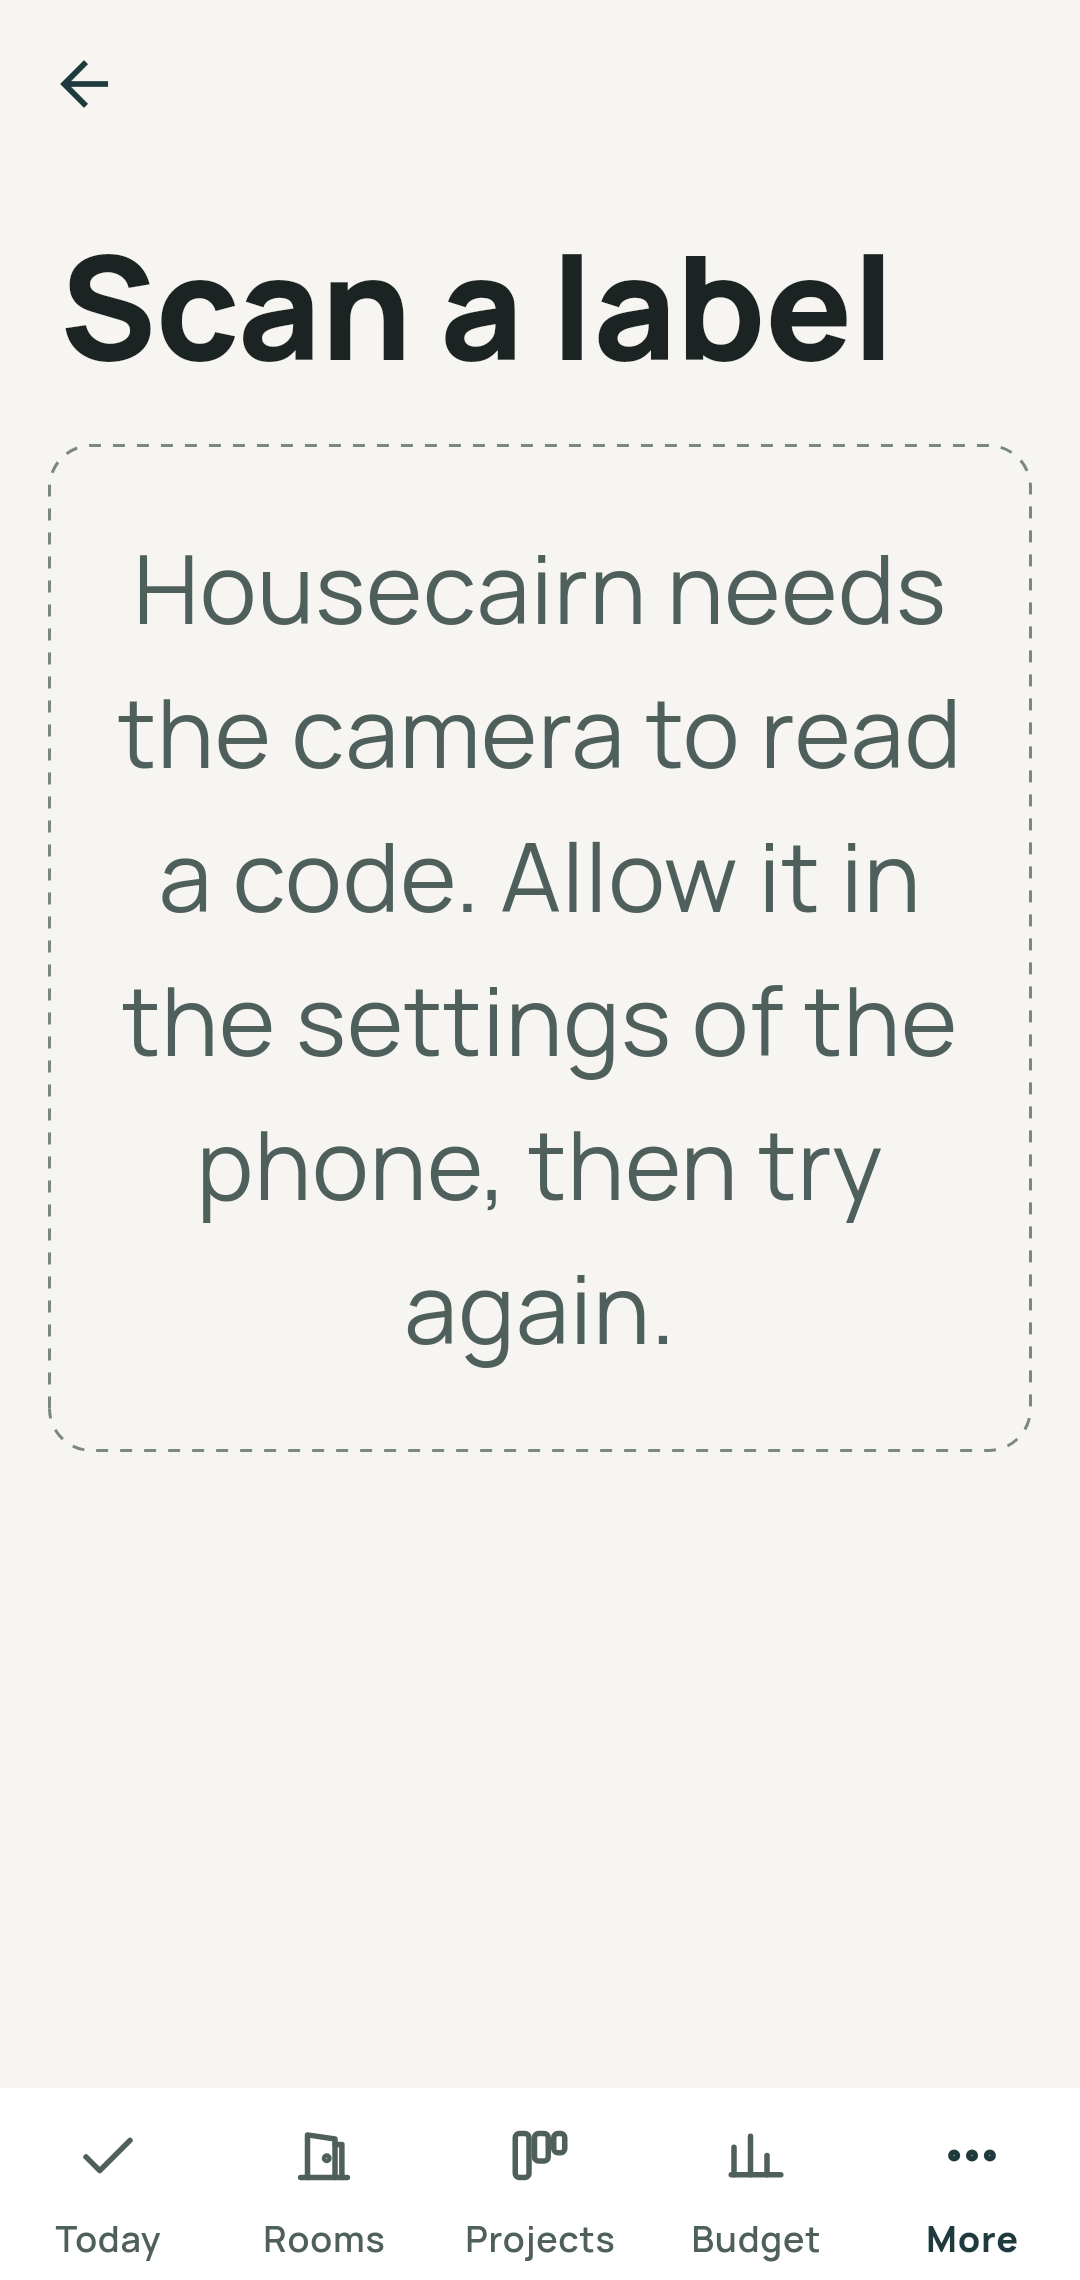 Scan a label
Housecairn needs
the camera to read
a code. Allow it in
the settings of the
phone, then try
again.
Today
Rooms
Projects
Budget
More